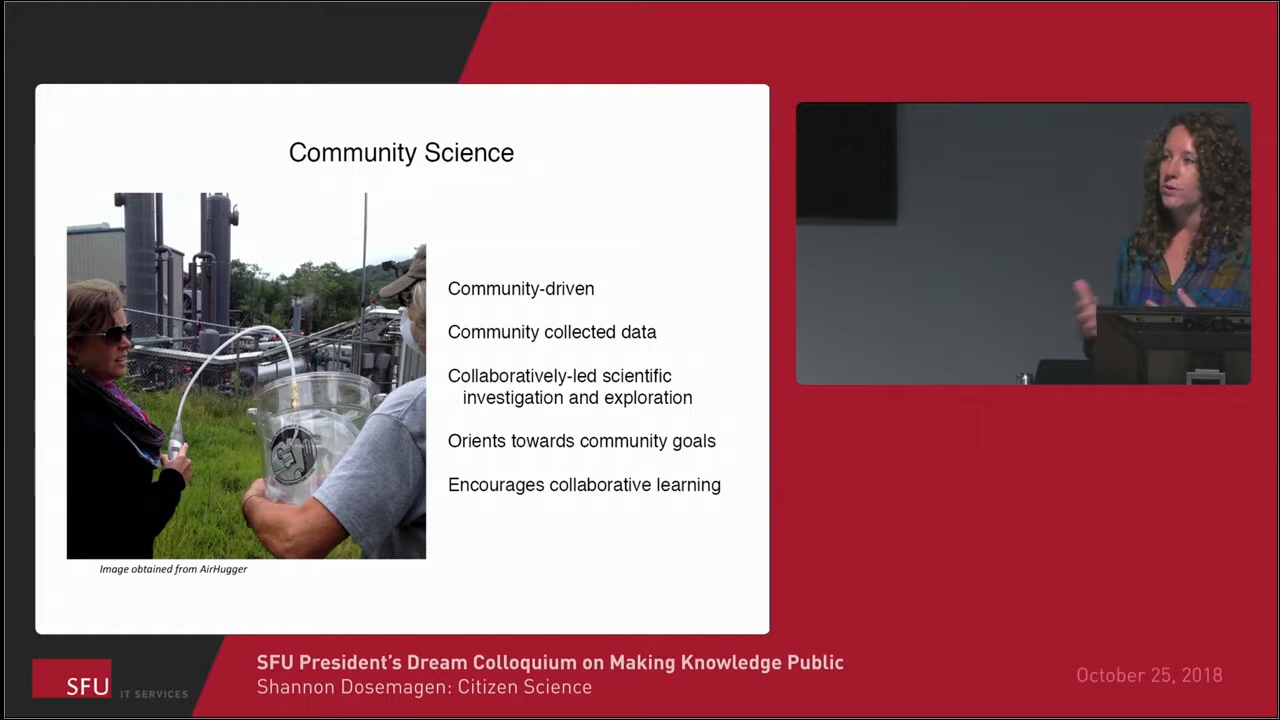 Community Science
Community-driven
Community collected data
Collaboratively-led scientific
investigation and exploration
Orients towards community goals
Encourages collaborative learning
Image obtained from AirHugger
SFU
IT SERVICES
SFU President's Dream Colloquium on Making Knowledge Public
Shannon Dosemagen: Citizen Science
October 25, 2018